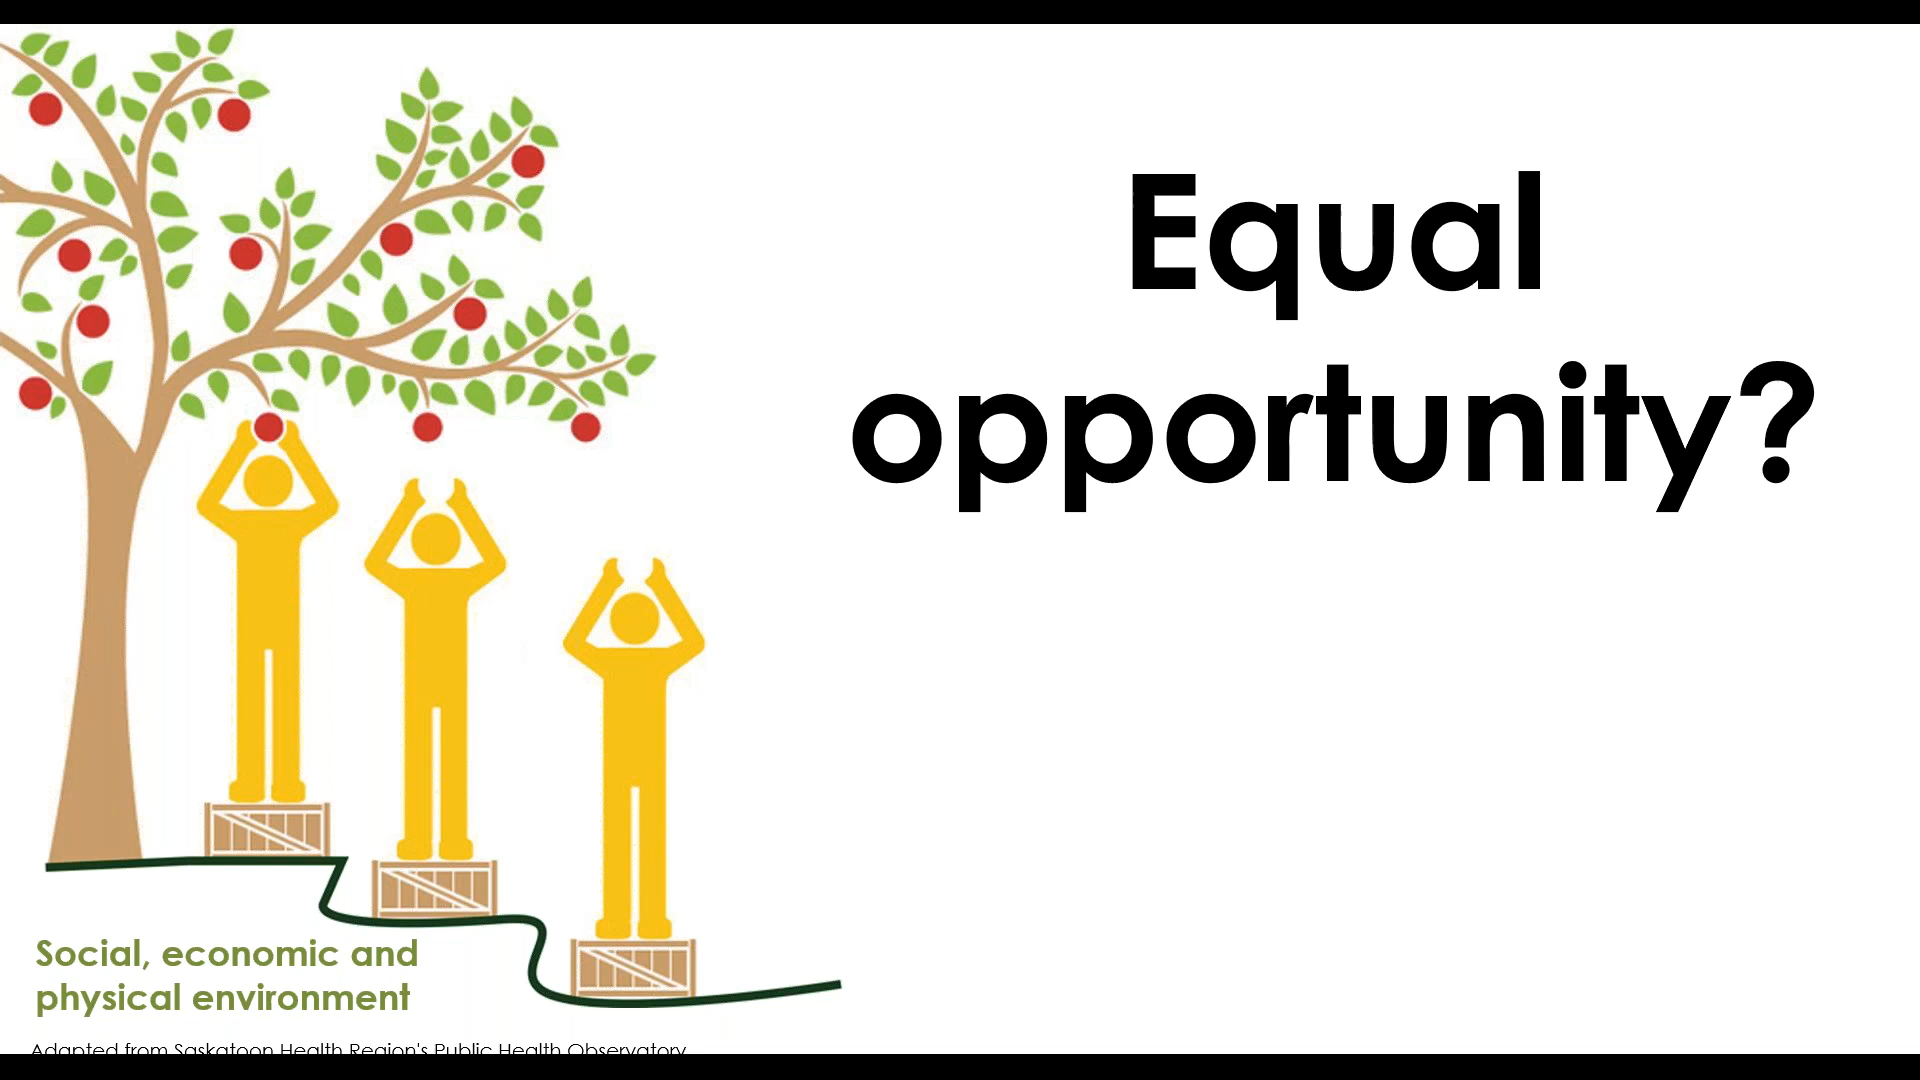 Equal
opportunity?
Social, economic and
physical environment
Adapted from Saskatoon Health Region's Public Health Observatory